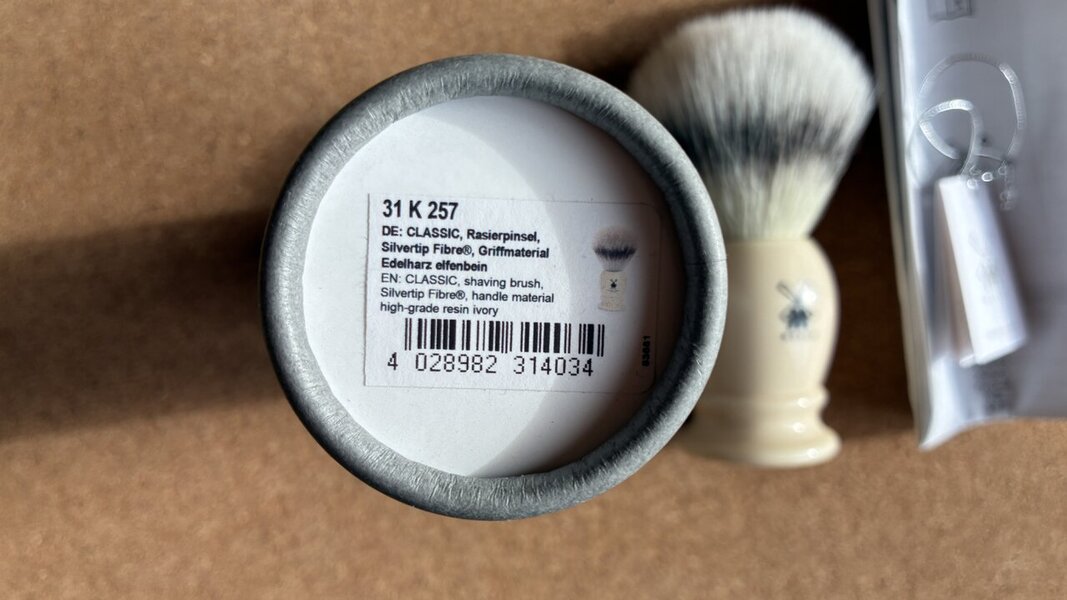 31 K 257
DE: CLASSIC, Rasierpinsel,
Silvertip Fibre®, Griffmaterial
Edelharz elfenbein
EN: CLASSIC, shaving brush,
Silvertip Fibre®, handle material
high-grade resin ivory
4 028982 314034